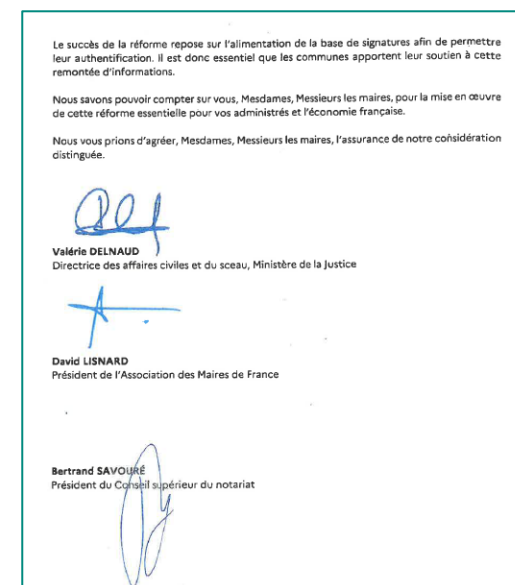 Le succès de la réforme repose sur l'alimentation de la base de signatures afin de permettre
leur authentification. Il est donc essentiel que les communes apportent leur soutien à cette
remontée d'informations.
Nous savons pouvoir compter sur vous, Mesdames, Messieurs les maires, pour la mise en œuvre
de cette réforme essentielle pour vos administrés et l'économie française.
Nous vous prions d'agréer, Mesdames, Messieurs les maires, l'assurance de notre considération
distinguée.
Valérie DELNAUD
Directrice des affaires civiles et du sceau, Ministère de la Justice
David LISNARD
Président de l'Association des Maires de France
Bertrand SAVOURÉ
Président du Conseil supérieur du notariat